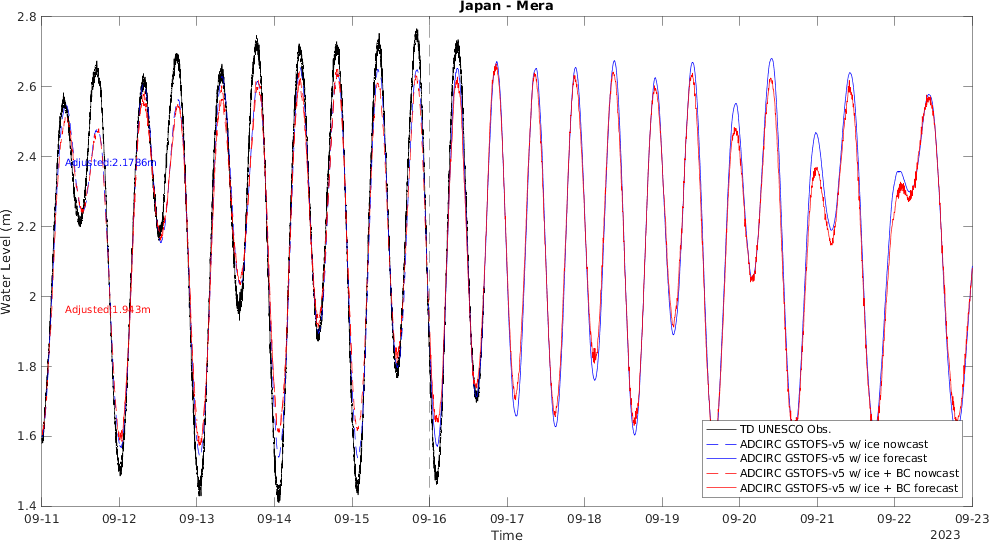 Japan - Mera
2.8
2.6
2.4
2.2
2
1.8
1.6
1.4
Water Level (m)
Adjusted:2.1786m
Adjusted:1.943m
TD UNESCO Obs.
ADCIRC GSTOFS-v5 w/ ice nowcast
ADCIRC GSTOFS-v5 w/ ice forecast
ADCIRC GSTOFS-v5 w/ ice + BC nowcast
ADCIRC GSTOFS-v5 w/ ice + BC forecast
09-11 09-12 09-13 09-14 09-15 09-16 09-17 09-18 09-19 09-20 09-21 09-22 09-23
Time
2023